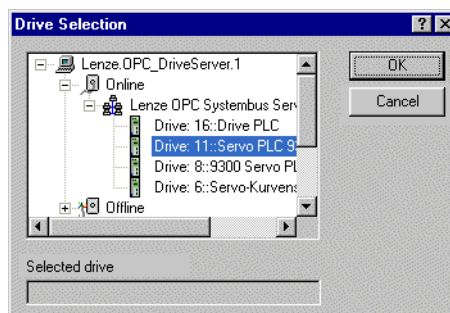 Drive Selection
Lenze.OPC_DriveServer.1
OK
Online
Cancel
Lenze OPC Systembus Serv
Drive: 16::Drive PLC
Drive: 11::Servo PLC 9
Drive: 8::9300 Servo Pl
Drive: 6::Servo-Kurvens
Offline
Selected drive